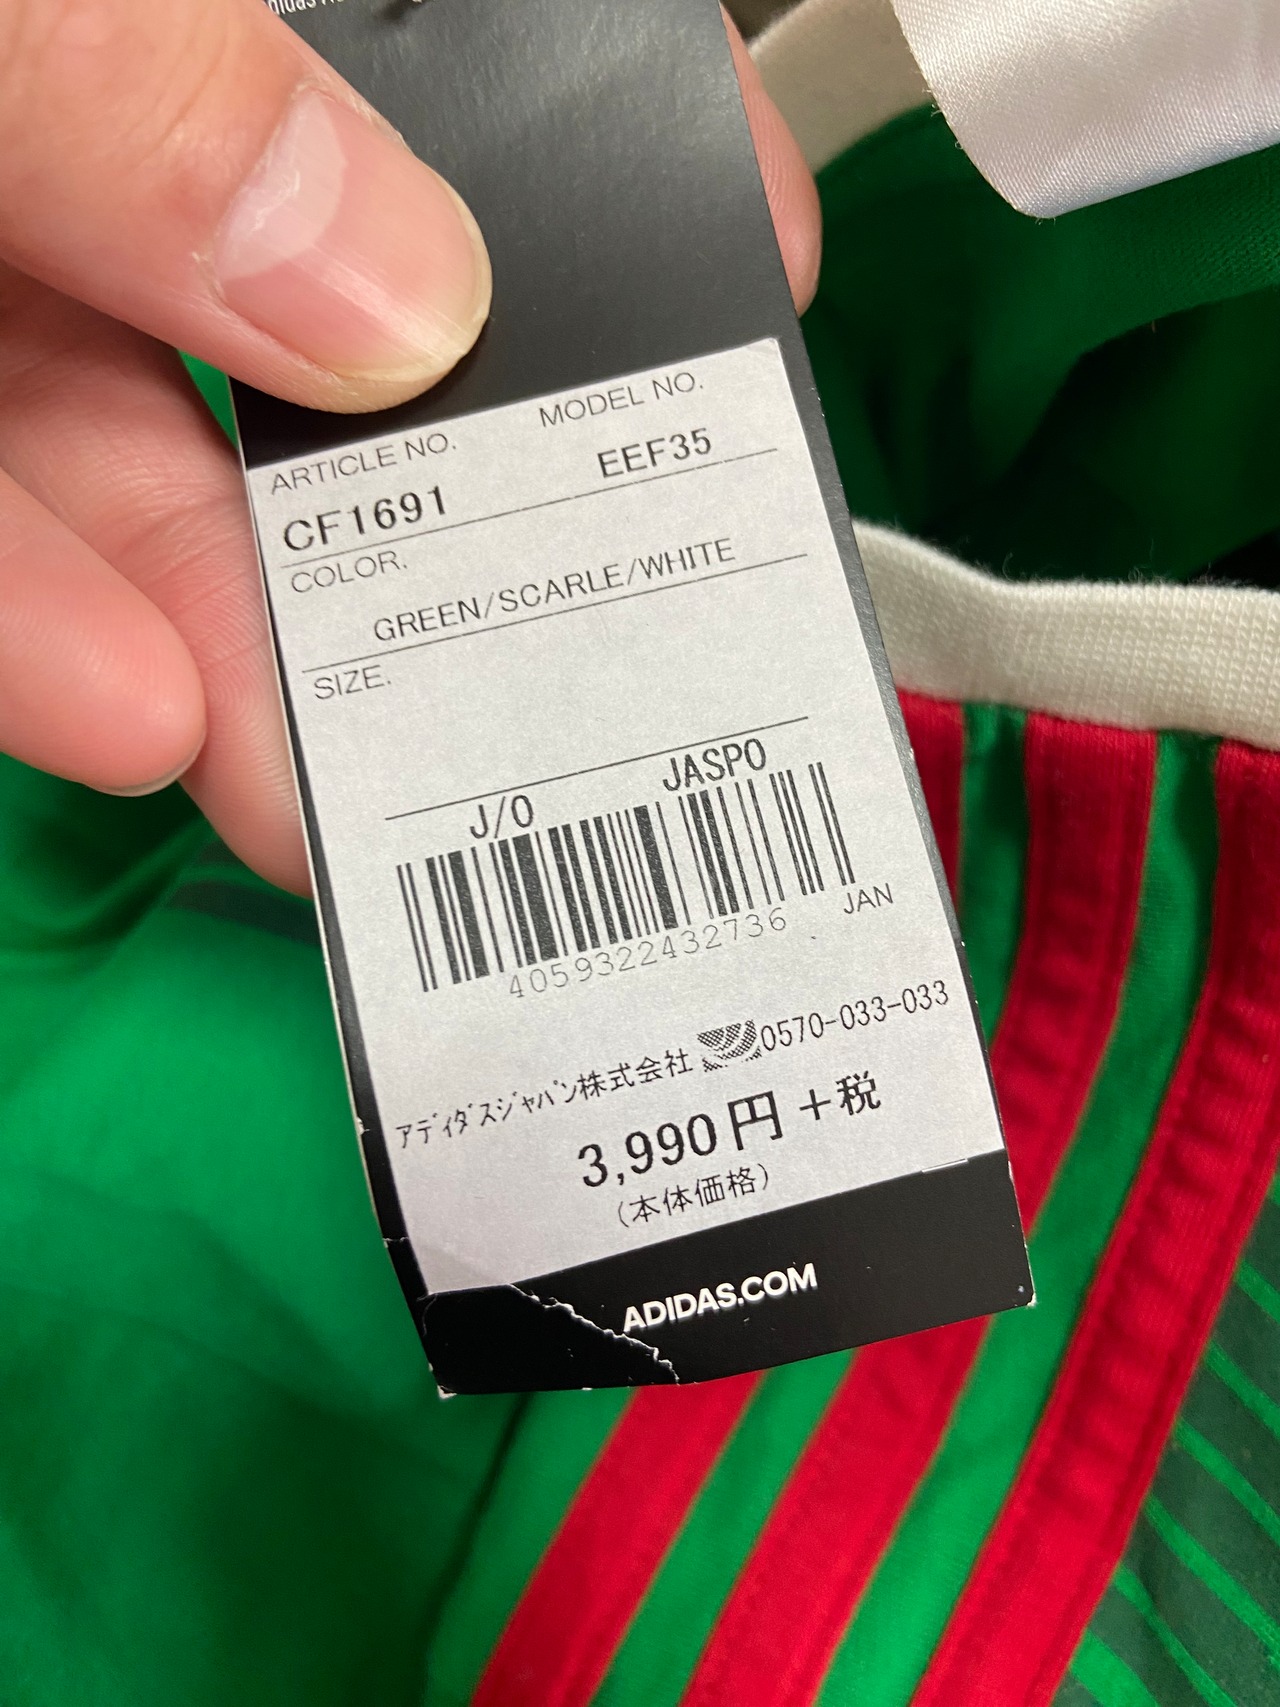 ARTICLE NO. MODEL NO.
CF1691 EEF35
COLOR.
GREEN/SCARLE/WHITE
SIZE.
J/O JASPO
4059322432736 JAN
アディダスジャパン株式会社 0570-033-033
3,990円+税
(本体価格)
ADIDAS.COM